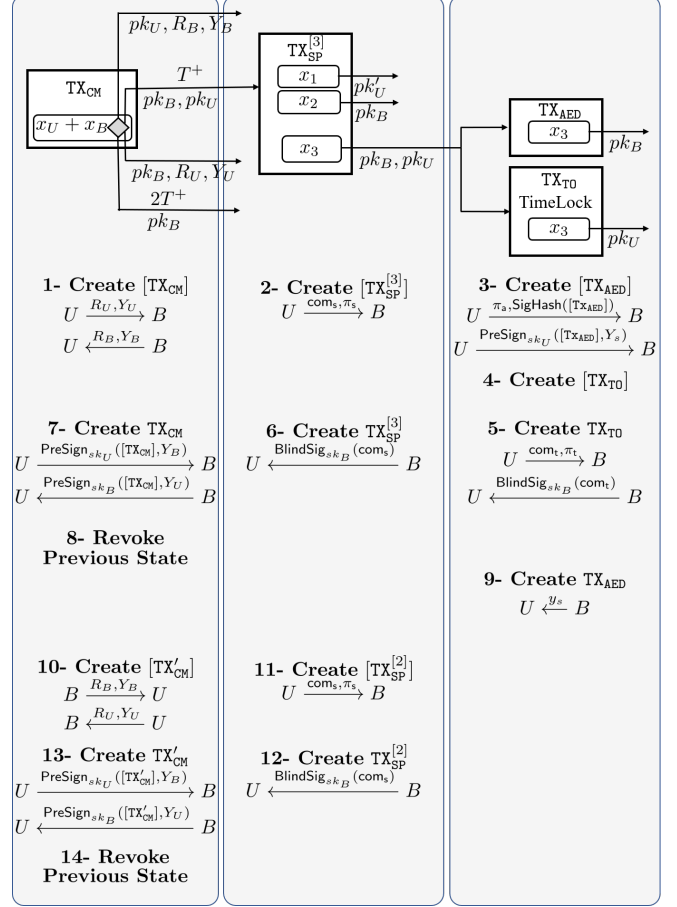 pk_U, R_B, Y_B
TX_CM
x_U + x_B
T^+
pk_B, pk_U
pk_B, R_U, Y_U
2T^+
pk_B
TX_SP^[3]
x_1
pk'_U
x_2
pk_B
x_3
pk_B, pk_U
TX_AED
x_3
pk_B
TX_TO
TimeLock
x_3
pk_U
1- Create [TX_CM]
U R_U,Y_U B
U R_B,Y_B B
2- Create [TX_SP^[3]]
U com_s,π_s B
3- Create [TX_AED]
U π_a,SigHash([Tx_AED]) B
U PreSign_sk_U([Tx_AED],Y_s) B
4- Create [TX_TO]
7- Create TX_CM
U PreSign_sk_U([TX_CM],Y_B) B
U PreSign_sk_B([TX_CM],Y_U) B
6- Create TX_SP^[3]
U BlindSig_sk_B(com_s) B
5- Create TX_TO
U com_t,π_t B
U BlindSig_sk_B(com_t) B
8- Revoke
Previous State
9- Create TX_AED
U y_s B
10- Create [TX'_CM]
B R_B,Y_B U
B R_U,Y_U U
11- Create [TX_SP^[2]]
U com_s,π_s B
13- Create TX'_CM
U PreSign_sk_U([TX'_CM],Y_B) B
U PreSign_sk_B([TX'_CM],Y_U) B
12- Create TX_SP^[2]
U BlindSig_sk_B(com_s) B
14- Revoke
Previous State